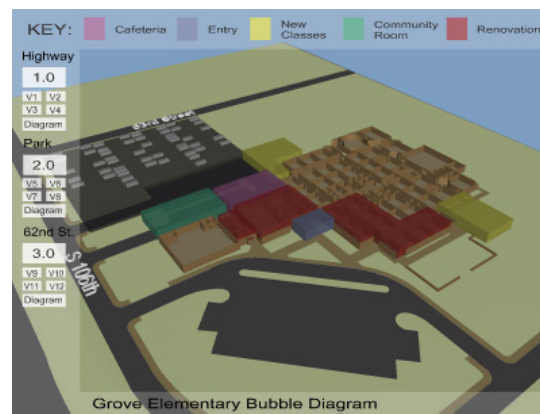 KEY:
Cafeteria
Entry
New
Classes
Community
Room
Renovation
Highway
1.0
V1 V2
V3 V4
Diagram
Park
2.0
V5 V6
V7 V8
Diagram
62nd St.
3.0
V9 V10
V11 V12
Diagram
53rd Street
S 106th
Grove Elementary Bubble Diagram